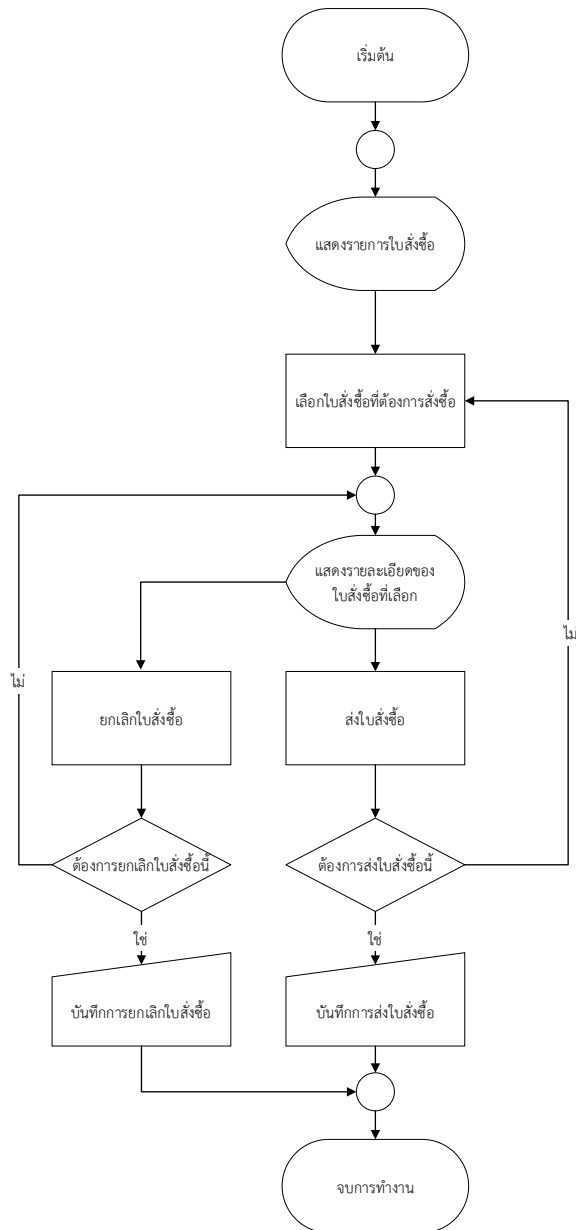 เริ่มต้น
แสดงรายการใบสั่งซื้อ
เลือกใบสั่งซื้อที่ต้องการสั่งซื้อ
แสดงรายละเอียดของ
ใบสั่งซื้อที่เลือก
ไม่
ไม่
ยกเลิกใบสั่งซื้อ
ส่งใบสั่งซื้อ
ต้องการยกเลิกใบสั่งซื้อนี้
ต้องการส่งใบสั่งซื้อนี้
ใช่
ใช่
บันทึกการยกเลิกใบสั่งซื้อ
บันทึกการส่งใบสั่งซื้อ
จบการทำงาน